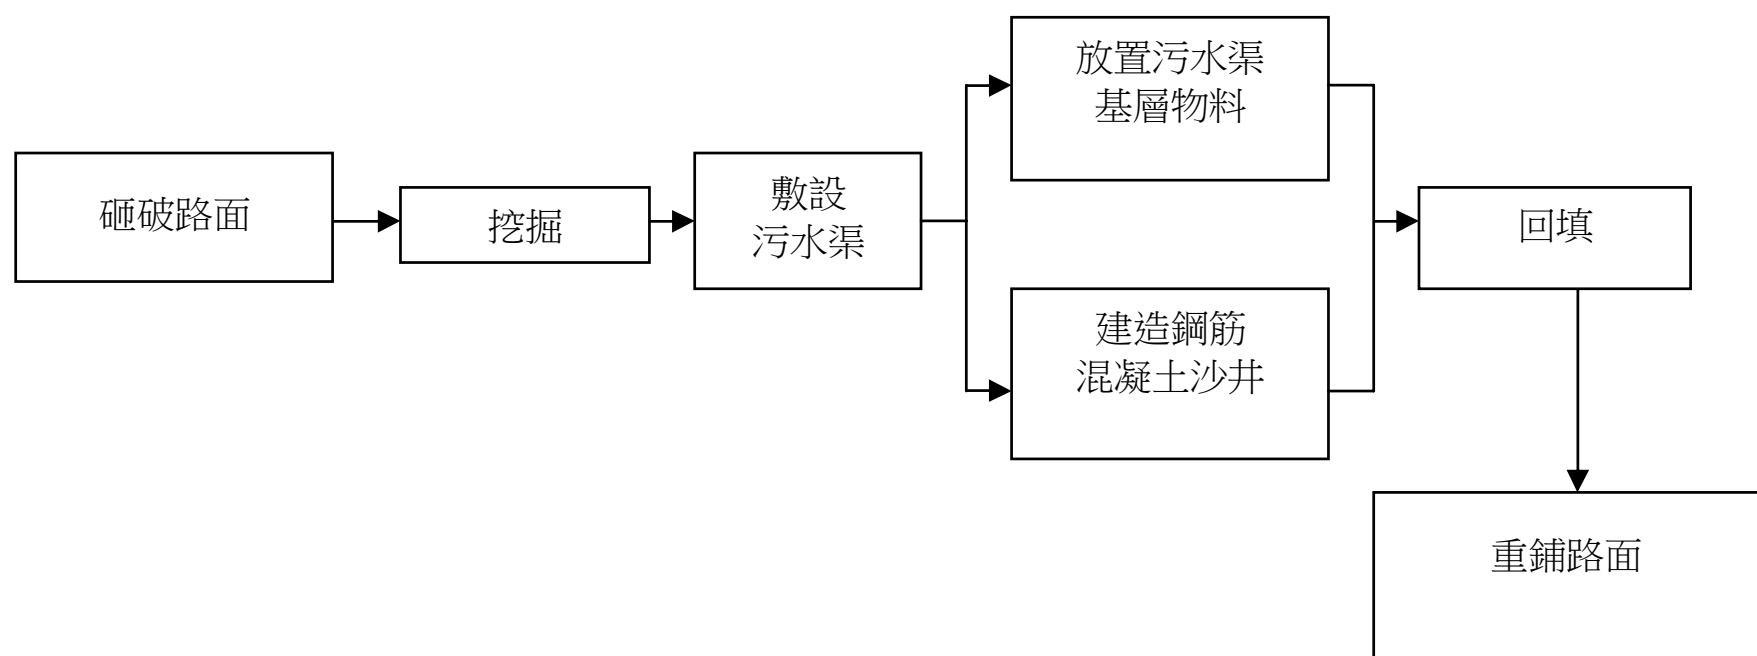 砸破路面
挖掘
敷設
污水渠
放置污水渠
基層物料
建造鋼筋
混凝土沙井
回填
重鋪路面